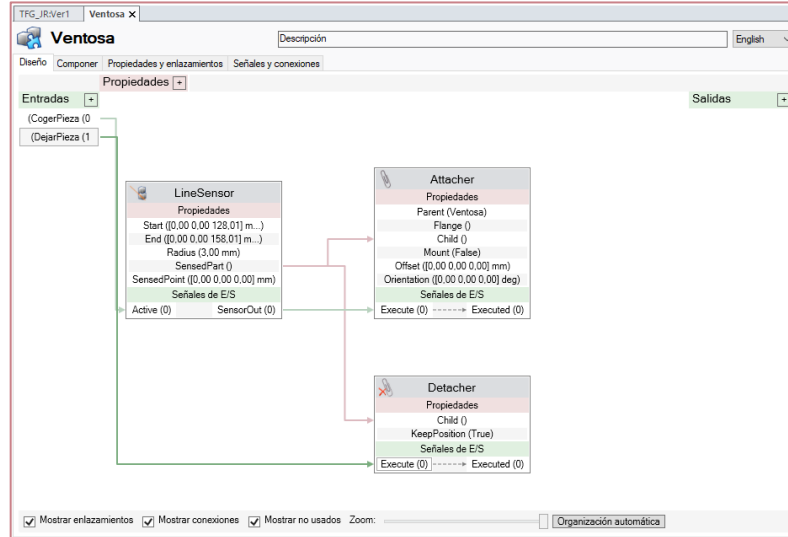 TFG_JR:Ver1 Ventosa X
Ventosa Descripción English
Diseño Componer Propiedades y enlazamientos Señales y conexiones
Propiedades +
Entradas + Salidas +
(CogerPieza (0
(DejarPieza (1
LineSensor
Propiedades
Start ([0,00 0,00 128,01] m...)
End ([0,00 0,00 158,01] m...)
Radius (3,00 mm)
SensedPart ()
SensedPoint ([0,00 0,00 0,00] mm)
Señales de E/S
Active (0) SensorOut (0)
Attacher
Propiedades
Parent (Ventosa)
Flange ()
Child ()
Mount (False)
Offset ([0,00 0,00 0,00] mm)
Orientation ([0,00 0,00 0,00] deg)
Señales de E/S
Execute (0) Executed (0)
Detacher
Propiedades
Child ()
KeepPosition (True)
Señales de E/S
Execute (0) Executed (0)
Mostrar enlazamientos Mostrar conexiones Mostrar no usados Zoom: Organización automática